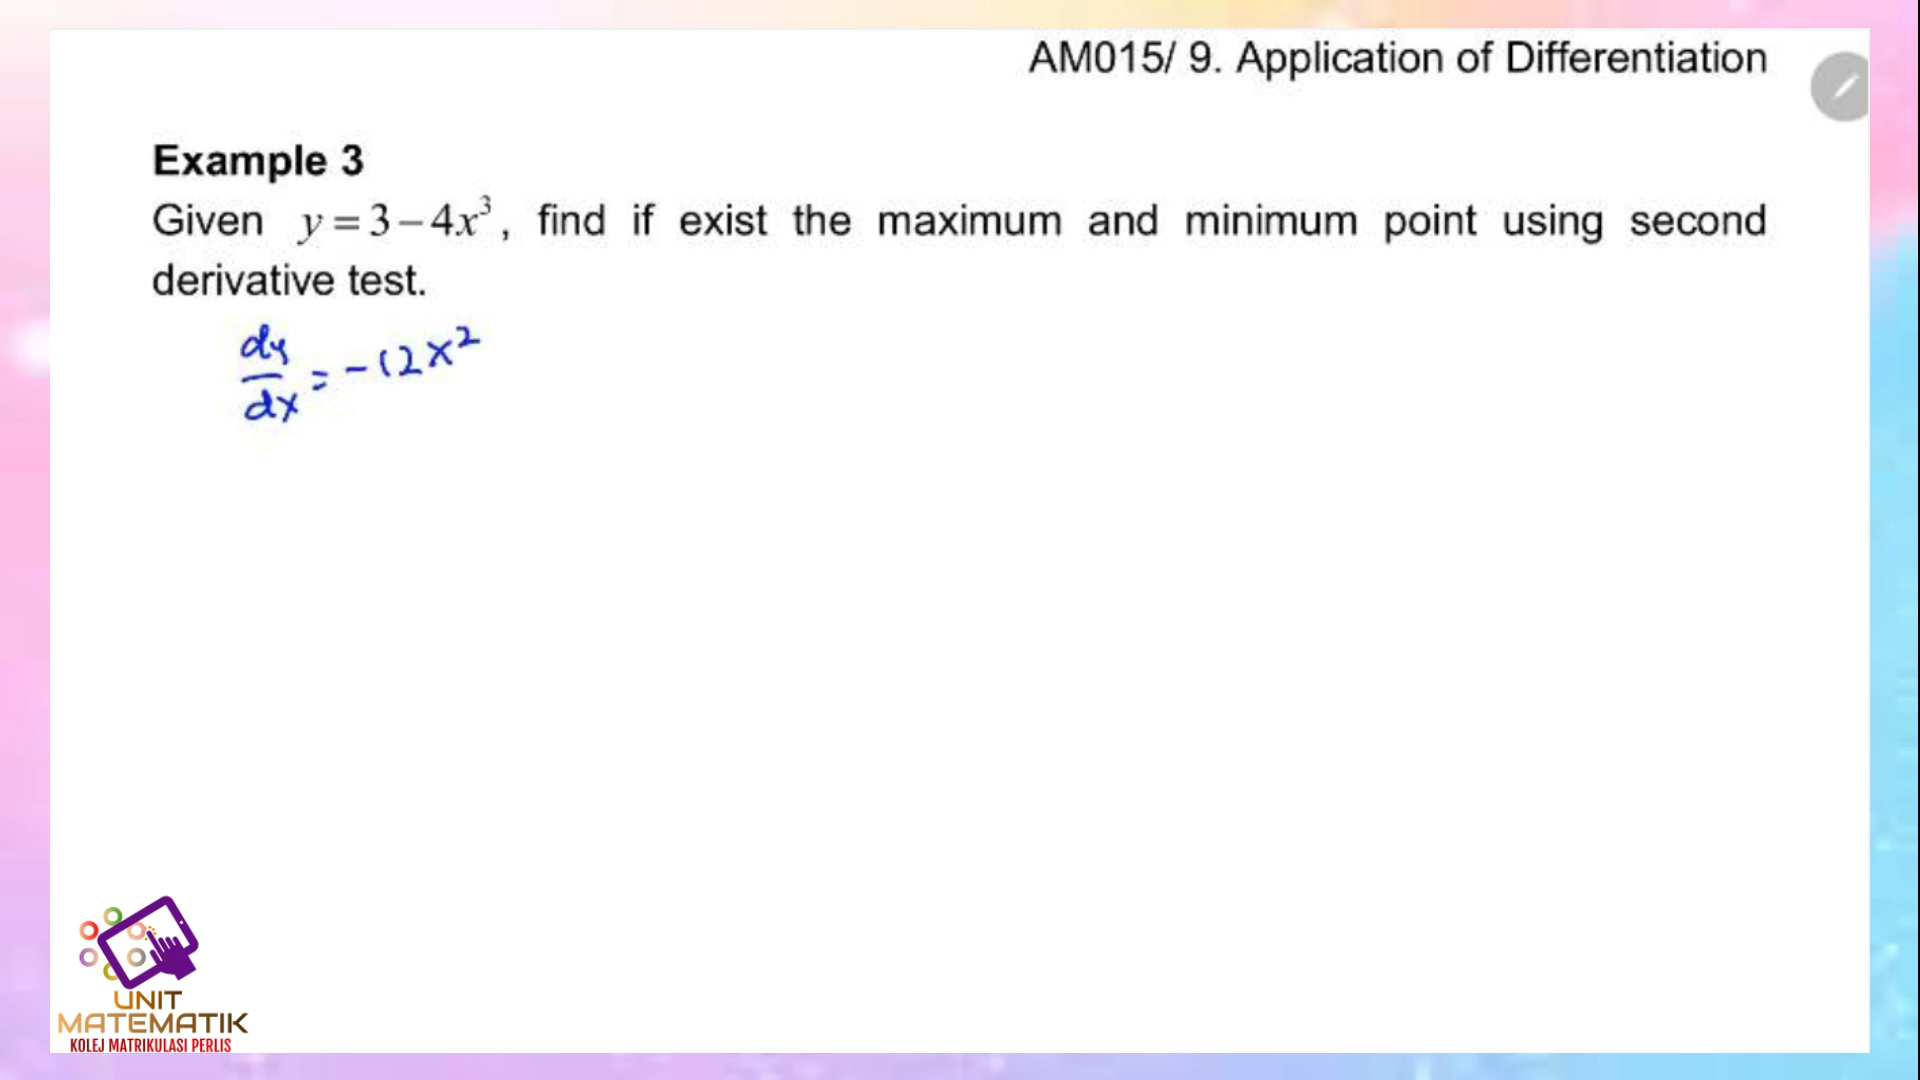 AM015/ 9. Application of Differentiation
Example 3
Given y = 3 – 4x³, find if exist the maximum and minimum point using second
derivative test.
dy/dx = -12x²
UNIT
MATEMATIK
KOLEJ MATRIKULASI PERLIS